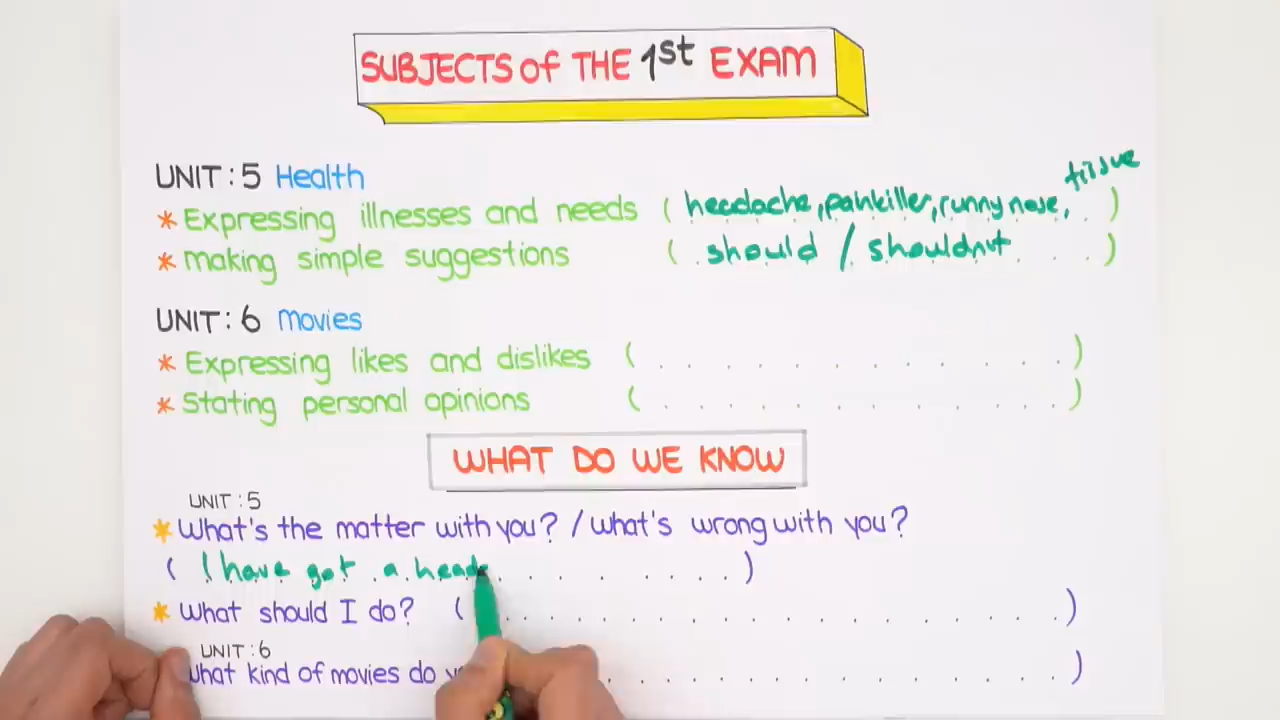 SUBJECTS of THE 1st EXAM
UNIT : 5 Health
* Expressing illnesses and needs ( headache, painkiller, runny nose, tissue )
* making simple suggestions ( should / shouldn't )
UNIT : 6 movies
* Expressing likes and dislikes ( . . . . . . . . . . )
* Stating personal opinions ( . . . . . . . . . . )
WHAT DO WE KNOW
UNIT : 5
* What's the matter with you? / what's wrong with you?
( I have got a head . . . . . . . )
* What should I do? ( . . . . . . . . . . . . )
UNIT : 6
What kind of movies do ( . . . . . . . . . . )